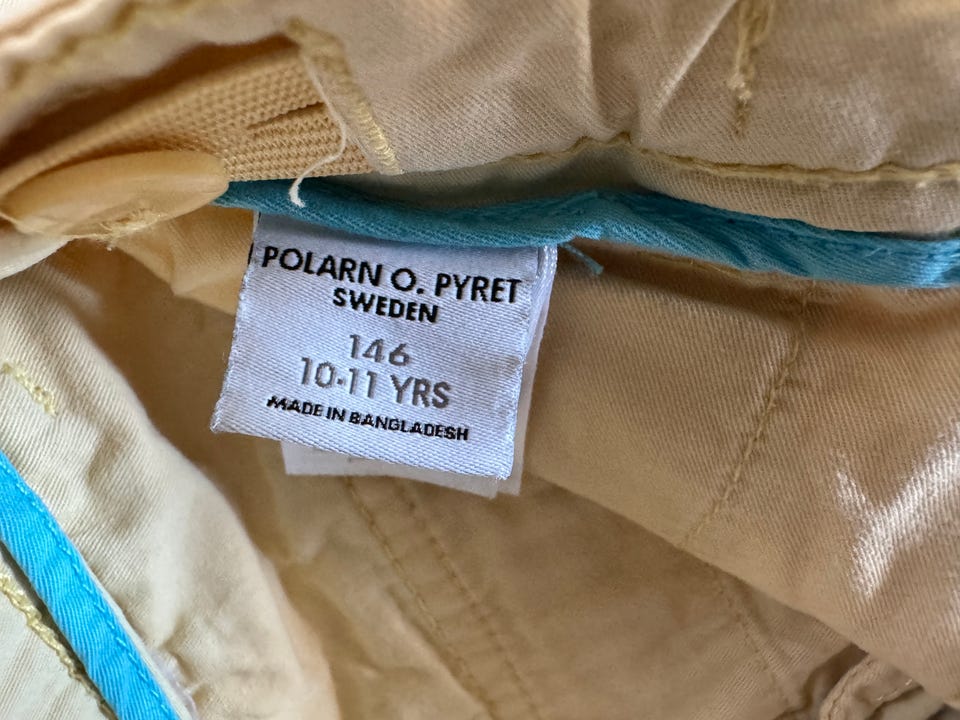 POLARN O. PYRET
SWEDEN
146
10-11 YRS
MADE IN BANGLADESH